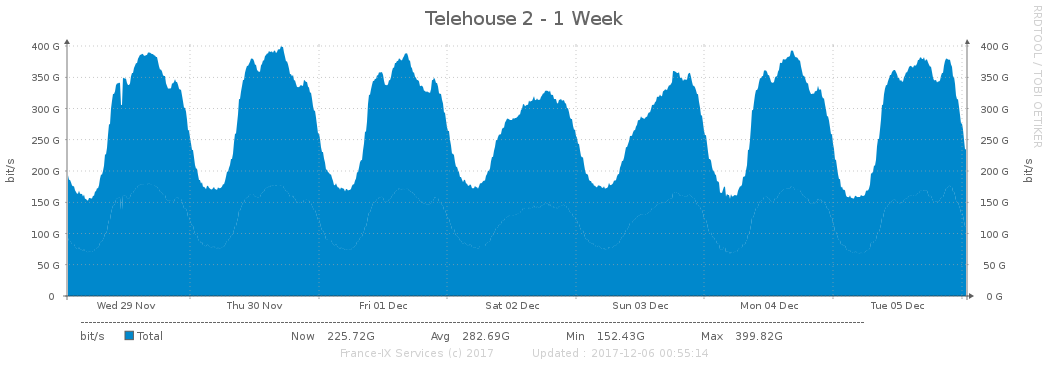 Telehouse 2 - 1 Week
RRDTOOL / TOBI OETIKER
400 G 400 G
350 G 350 G
300 G 300 G
250 G 250 G
200 G 200 G
150 G 150 G
100 G 100 G
50 G 50 G
0 0 G
bit/s bit/s
Wed 29 Nov Thu 30 Nov Fri 01 Dec Sat 02 Dec Sun 03 Dec Mon 04 Dec Tue 05 Dec
bit/s Total Now 225.72G Avg 282.69G Min 152.43G Max 399.82G
France-IX Services (c) 2017 Updated : 2017-12-06 00:55:14